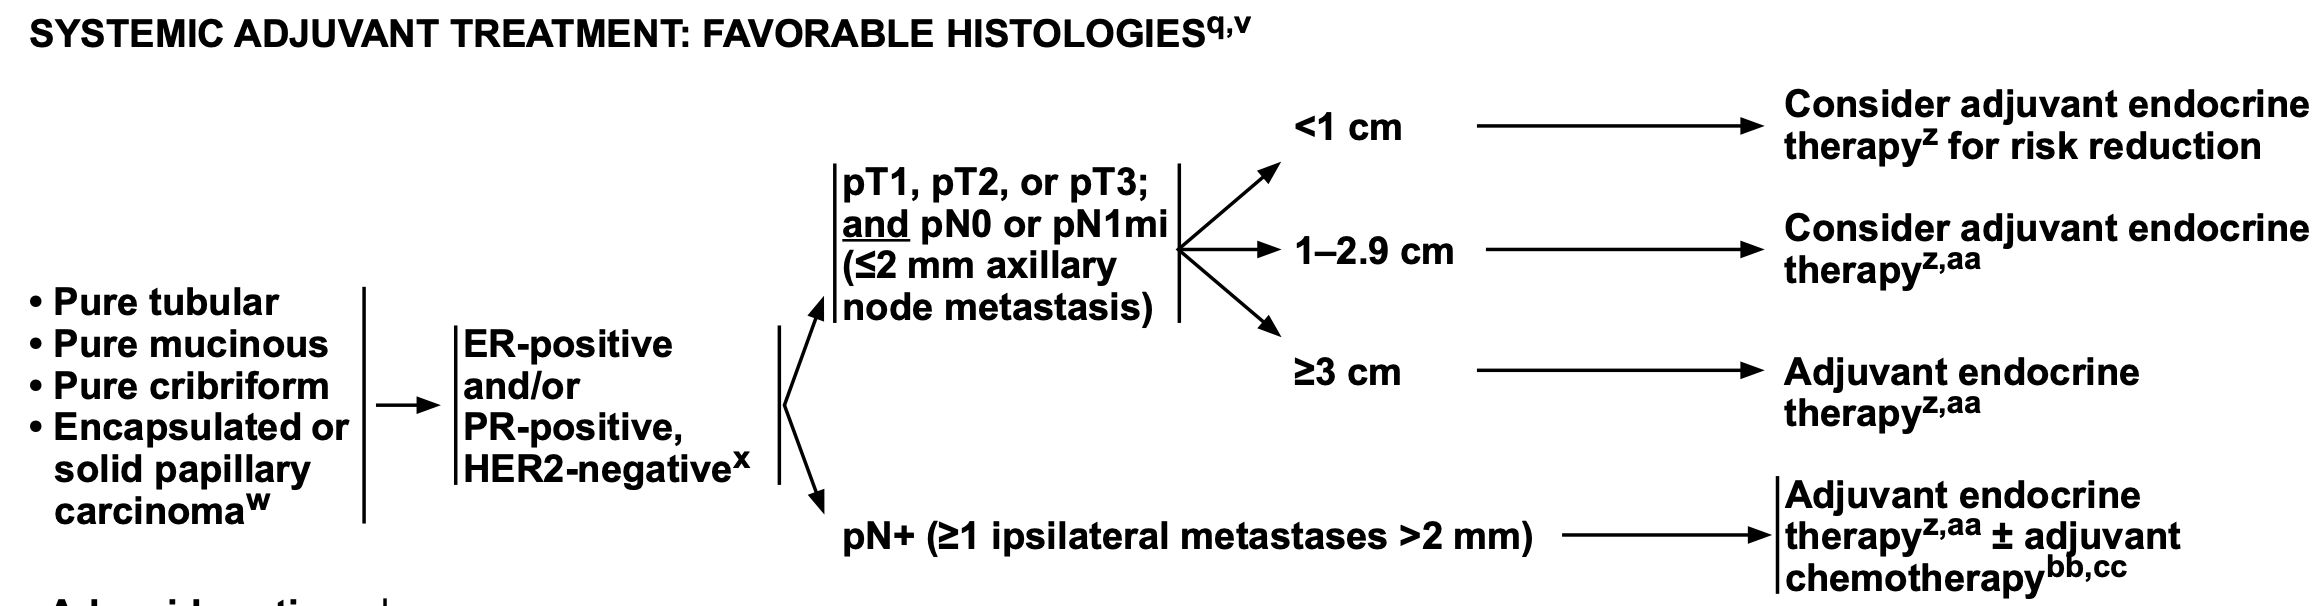 SYSTEMIC ADJUVANT TREATMENT: FAVORABLE HISTOLOGIESq,v
• Pure tubular
• Pure mucinous
• Pure cribriform
• Encapsulated or
solid papillary
carcinomaw
ER-positive
and/or
PR-positive,
HER2-negativex
pT1, pT2, or pT3;
and pN0 or pN1mi
(≤2 mm axillary
node metastasis)
<1 cm
Consider adjuvant endocrine
therapyz for risk reduction
1–2.9 cm
Consider adjuvant endocrine
therapyz,aa
≥3 cm
Adjuvant endocrine
therapyz,aa
pN+ (≥1 ipsilateral metastases >2 mm)
Adjuvant endocrine
therapyz,aa ± adjuvant
chemotherapybb,cc